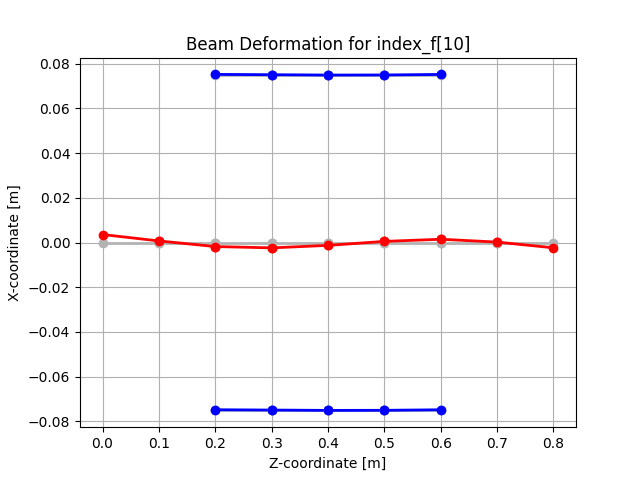 Beam Deformation for index_f[10]
X-coordinate [m]
0.08
0.06
0.04
0.02
0.00
−0.02
−0.04
−0.06
−0.08
0.0 0.1 0.2 0.3 0.4 0.5 0.6 0.7 0.8
Z-coordinate [m]